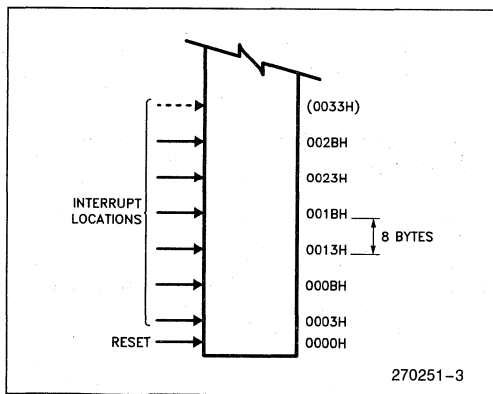 (0033H)
002BH
0023H
INTERRUPT
LOCATIONS
001BH
8 BYTES
0013H
000BH
0003H
RESET
0000H
270251-3